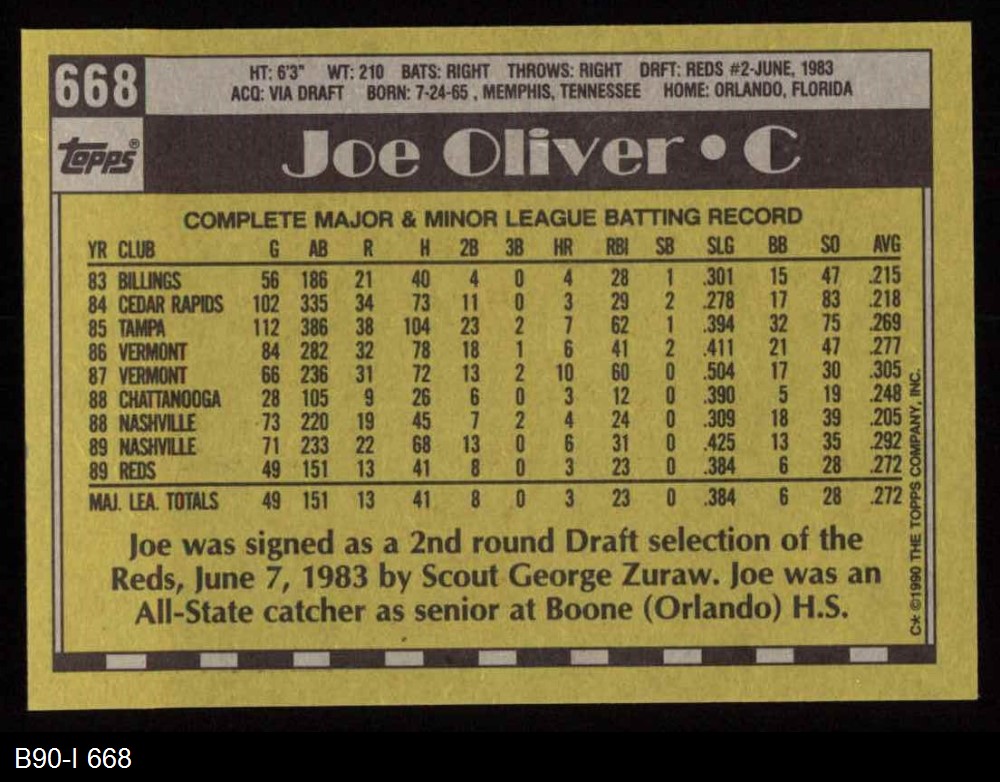 668
HT: 6'3" WT: 210 BATS: RIGHT THROWS: RIGHT DRFT: REDS #2-JUNE, 1983
ACQ: VIA DRAFT BORN: 7-24-65, MEMPHIS, TENNESSEE HOME: ORLANDO, FLORIDA
topps®
Joe Oliver • C
COMPLETE MAJOR & MINOR LEAGUE BATTING RECORD
YR CLUB G AB R H 2B 3B HR RBI SB SLG BB SO AVG
83 BILLINGS 56 186 21 40 4 0 4 28 1 .301 15 47 .215
84 CEDAR RAPIDS 102 335 34 73 11 0 3 29 2 .278 17 83 .218
85 TAMPA 112 386 38 104 23 2 7 62 1 .394 32 75 .269
86 VERMONT 84 282 32 78 18 1 6 41 2 .411 21 47 .277
87 VERMONT 66 236 31 72 13 2 10 60 0 .504 17 30 .305
88 CHATTANOOGA 28 105 9 26 6 0 3 12 0 .390 5 19 .248
88 NASHVILLE 73 220 19 45 7 2 4 24 0 .309 18 39 .205
89 NASHVILLE 71 233 22 68 13 0 6 31 0 .425 13 35 .292
89 REDS 49 151 13 41 8 0 3 23 0 .384 6 28 .272
MAJ. LEA. TOTALS 49 151 13 41 8 0 3 23 0 .384 6 28 .272
Joe was signed as a 2nd round Draft selection of the
Reds, June 7, 1983 by Scout George Zuraw. Joe was an
All-State catcher as senior at Boone (Orlando) H.S.
C* ©1990 THE TOPPS COMPANY, INC.
B90-I 668